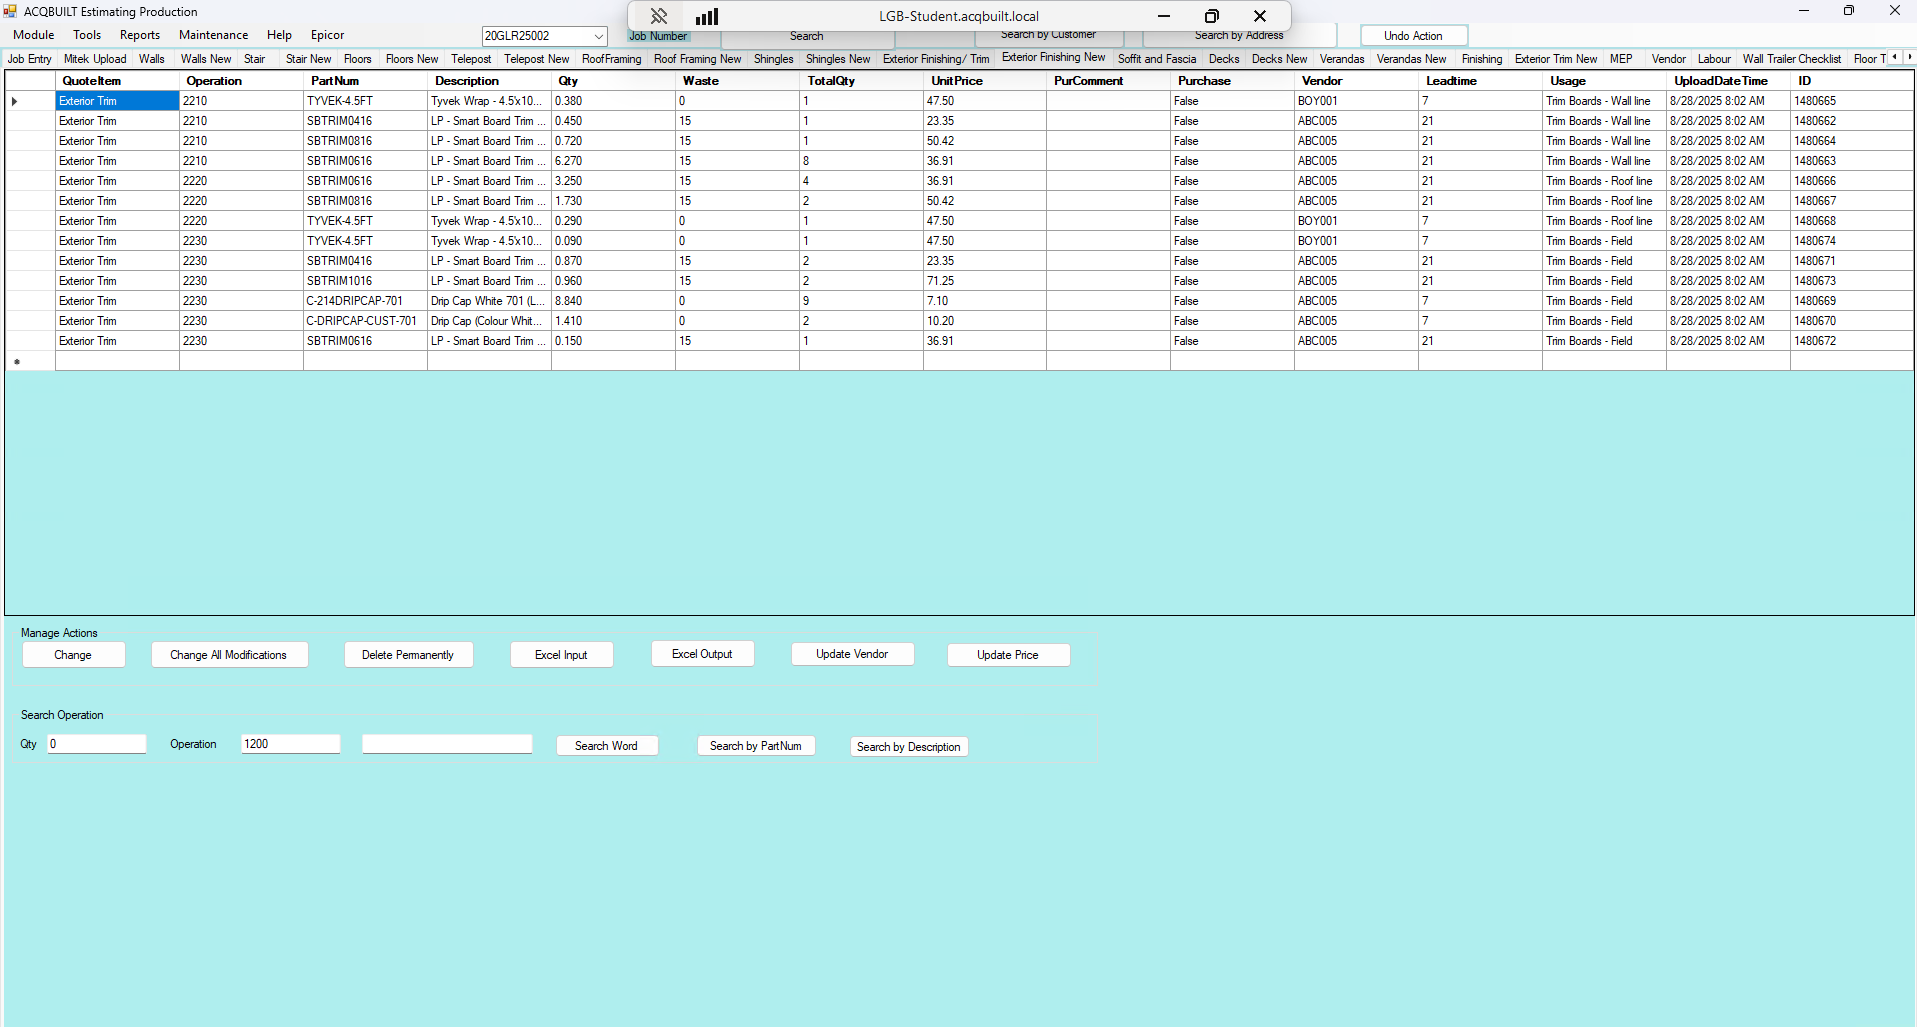 ACQBUILT Estimating Production
LGB-Student.acqbuilt.local
Module Tools Reports Maintenance Help Epicor 20GLR25002 Job Number Search Search by Customer Search by Address Undo Action
Job Entry Mitek Upload Walls Walls New Stair Stair New Floors Floors New Telepost Telepost New RoofFraming Roof Framing New Shingles Shingles New Exterior Finishing/ Trim Exterior Finishing New Soffit and Fascia Decks Decks New Verandas Verandas New Finishing Exterior Trim New MEP Vendor Labour Wall Trailer Checklist Floor T
QuoteItem Operation PartNum Description Qty Waste TotalQty UnitPrice PurComment Purchase Vendor Leadtime Usage UploadDateTime ID
Exterior Trim 2210 TYVEK-4.5FT Tyvek Wrap - 4.5'x10... 0.380 0 1 47.50 False BOY001 7 Trim Boards - Wall line 8/28/2025 8:02 AM 1480665
Exterior Trim 2210 SBTRIM0416 LP - Smart Board Trim ... 0.450 15 1 23.35 False ABC005 21 Trim Boards - Wall line 8/28/2025 8:02 AM 1480662
Exterior Trim 2210 SBTRIM0816 LP - Smart Board Trim ... 0.720 15 1 50.42 False ABC005 21 Trim Boards - Wall line 8/28/2025 8:02 AM 1480664
Exterior Trim 2210 SBTRIM0616 LP - Smart Board Trim ... 6.270 15 8 36.91 False ABC005 21 Trim Boards - Wall line 8/28/2025 8:02 AM 1480663
Exterior Trim 2220 SBTRIM0616 LP - Smart Board Trim ... 3.250 15 4 36.91 False ABC005 21 Trim Boards - Roof line 8/28/2025 8:02 AM 1480666
Exterior Trim 2220 SBTRIM0816 LP - Smart Board Trim ... 1.730 15 2 50.42 False ABC005 21 Trim Boards - Roof line 8/28/2025 8:02 AM 1480667
Exterior Trim 2220 TYVEK-4.5FT Tyvek Wrap - 4.5'x10... 0.290 0 1 47.50 False BOY001 7 Trim Boards - Roof line 8/28/2025 8:02 AM 1480668
Exterior Trim 2230 TYVEK-4.5FT Tyvek Wrap - 4.5'x10... 0.090 0 1 47.50 False BOY001 7 Trim Boards - Field 8/28/2025 8:02 AM 1480674
Exterior Trim 2230 SBTRIM0416 LP - Smart Board Trim ... 0.870 15 2 23.35 False ABC005 21 Trim Boards - Field 8/28/2025 8:02 AM 1480671
Exterior Trim 2230 SBTRIM1016 LP - Smart Board Trim ... 0.960 15 2 71.25 False ABC005 21 Trim Boards - Field 8/28/2025 8:02 AM 1480673
Exterior Trim 2230 C-214DRIPCAP-701 Drip Cap White 701 (L... 8.840 0 9 7.10 False ABC005 7 Trim Boards - Field 8/28/2025 8:02 AM 1480669
Exterior Trim 2230 C-DRIPCAP-CUST-701 Drip Cap (Colour Whit... 1.410 0 2 10.20 False ABC005 7 Trim Boards - Field 8/28/2025 8:02 AM 1480670
Exterior Trim 2230 SBTRIM0616 LP - Smart Board Trim ... 0.150 15 1 36.91 False ABC005 21 Trim Boards - Field 8/28/2025 8:02 AM 1480672
Manage Actions
Change Change All Modifications Delete Permanently Excel Input Excel Output Update Vendor Update Price
Search Operation
Qty 0 Operation 1200 Search Word Search by PartNum Search by Description